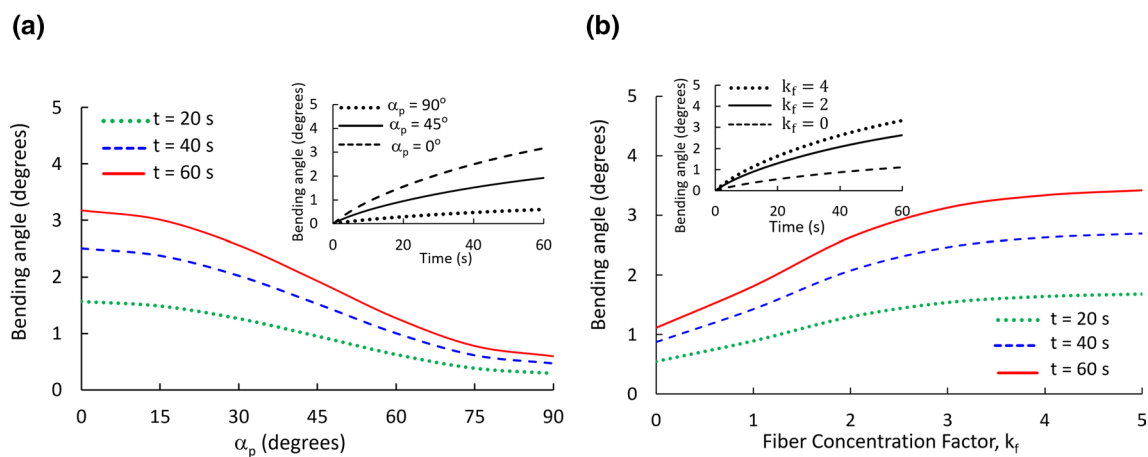 (a)
Bending angle (degrees)
5
4
3
2
1
0
t = 20 s
t = 40 s
t = 60 s
0 15 30 45 60 75 90
αp (degrees)
Bending angle (degrees)
5
4
3
2
1
0
αp = 90°
αp = 45°
αp = 0°
0 20 40 60
Time (s)
(b)
Bending angle (degrees)
5
4
3
2
1
0
Bending angle (degrees)
5
4
3
2
1
0
kf = 4
kf = 2
kf = 0
0 20 40 60
Time (s)
t = 20 s
t = 40 s
t = 60 s
0 1 2 3 4 5
Fiber Concentration Factor, kf